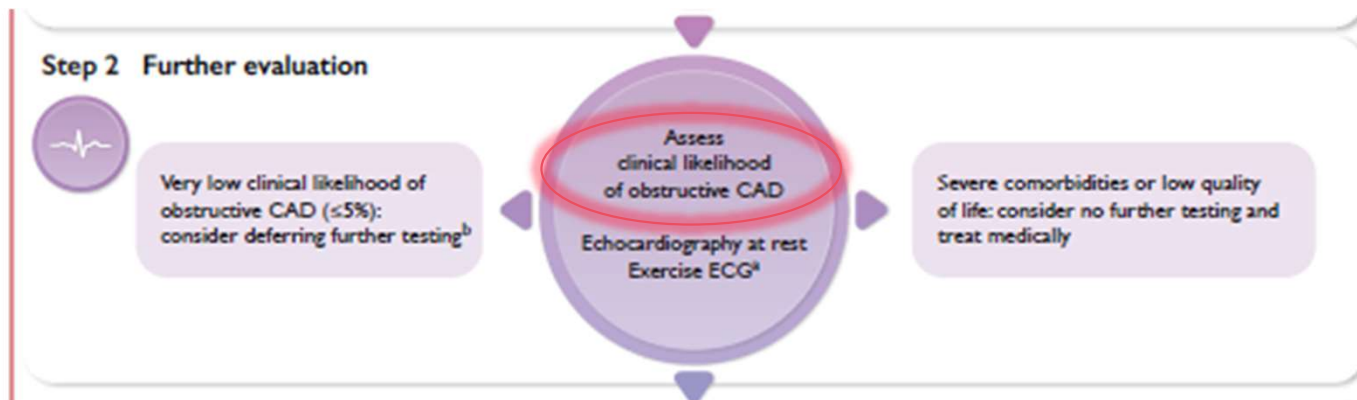 Step 2 Further evaluation
Very low clinical likelihood of
obstructive CAD (≤5%):
consider deferring further testingᵇ
Assess
clinical likelihood
of obstructive CAD
Echocardiography at rest
Exercise ECGᵃ
Severe comorbidities or low quality
of life: consider no further testing and
treat medically